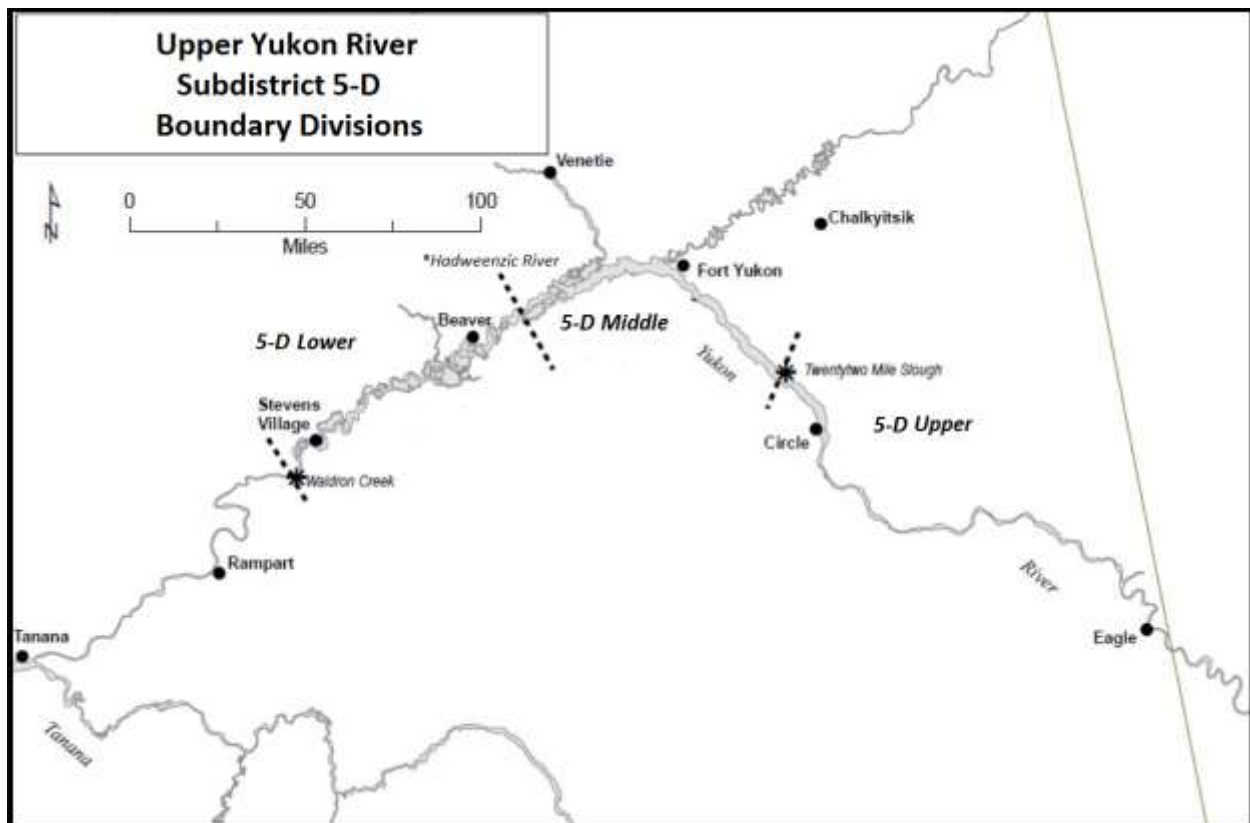 Upper Yukon River
Subdistrict 5-D
Boundary Divisions
Venetie
N
0 50 100
Miles
Chalkyitsik
*Hadweenzic River
Fort Yukon
Beaver
5-D Middle
5-D Lower
Yukon
Twentytwo Mile Slough
Stevens
Village
5-D Upper
Circle
Waldron Creek
Rampart
River
Tanana
Eagle
Tanana